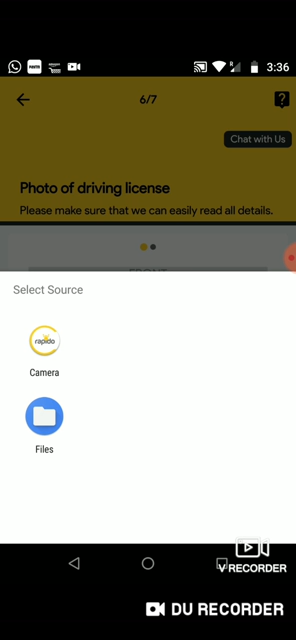 3:36
6/7
Chat with Us
Photo of driving license
Please make sure that we can easily read all details.
FRONT
Select Source
rapido
Camera
Files
V RECORDER
DU RECORDER